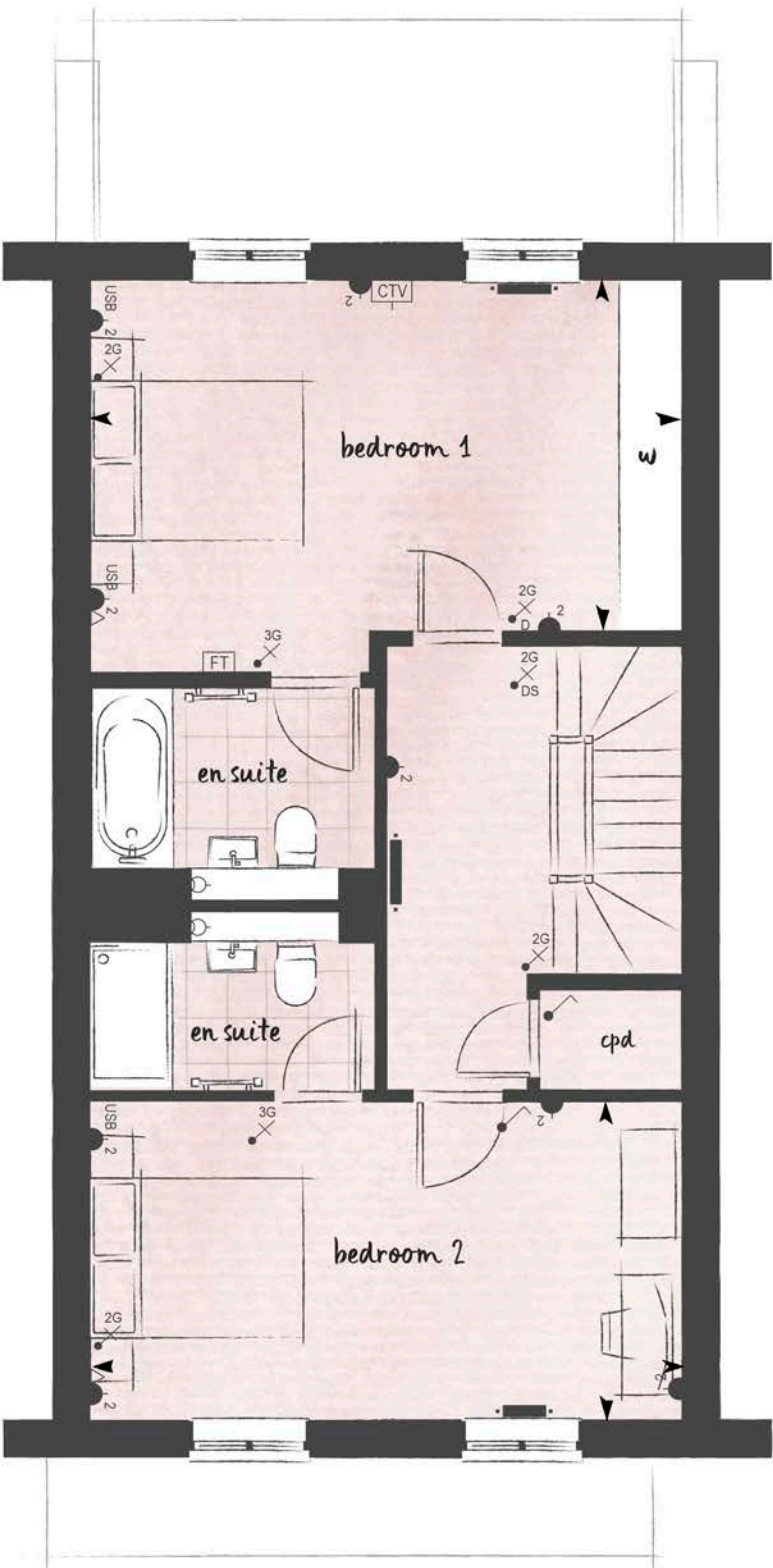 USB
2
2G
2
CTV
bedroom 1
w
USB
2
2G
D
2
3G
FT
2G
DS
en suite
2
2G
en suite
cpd
USB
2
3G
2
bedroom 2
2G
2
2